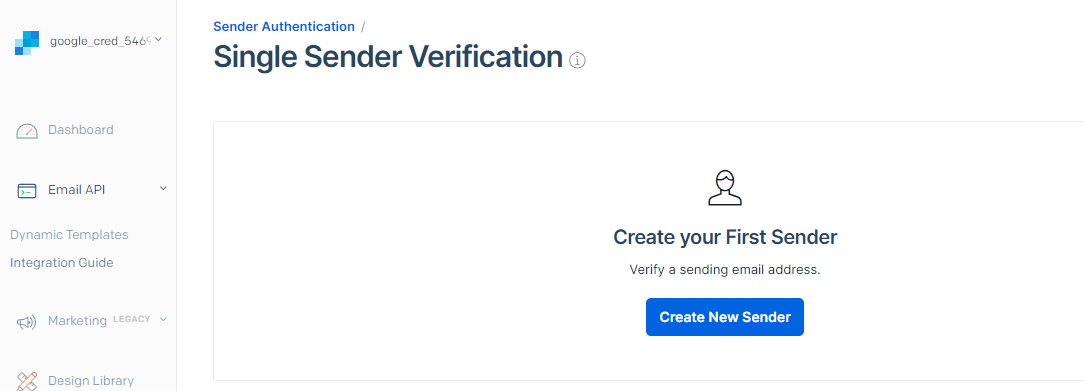 google_cred_5469
Dashboard
Email API
Dynamic Templates
Integration Guide
Marketing LEGACY
Design Library
Sender Authentication /
Single Sender Verification
Create your First Sender
Verify a sending email address.
Create New Sender